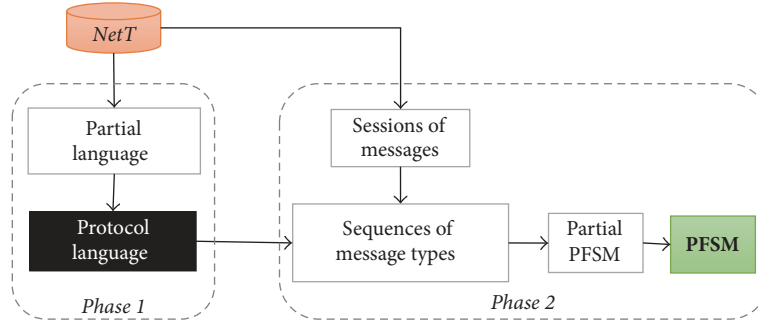 NetT
Partial
language
Protocol
language
Phase 1
Sessions of
messages
Sequences of
message types
Partial
PFSM
PFSM
Phase 2